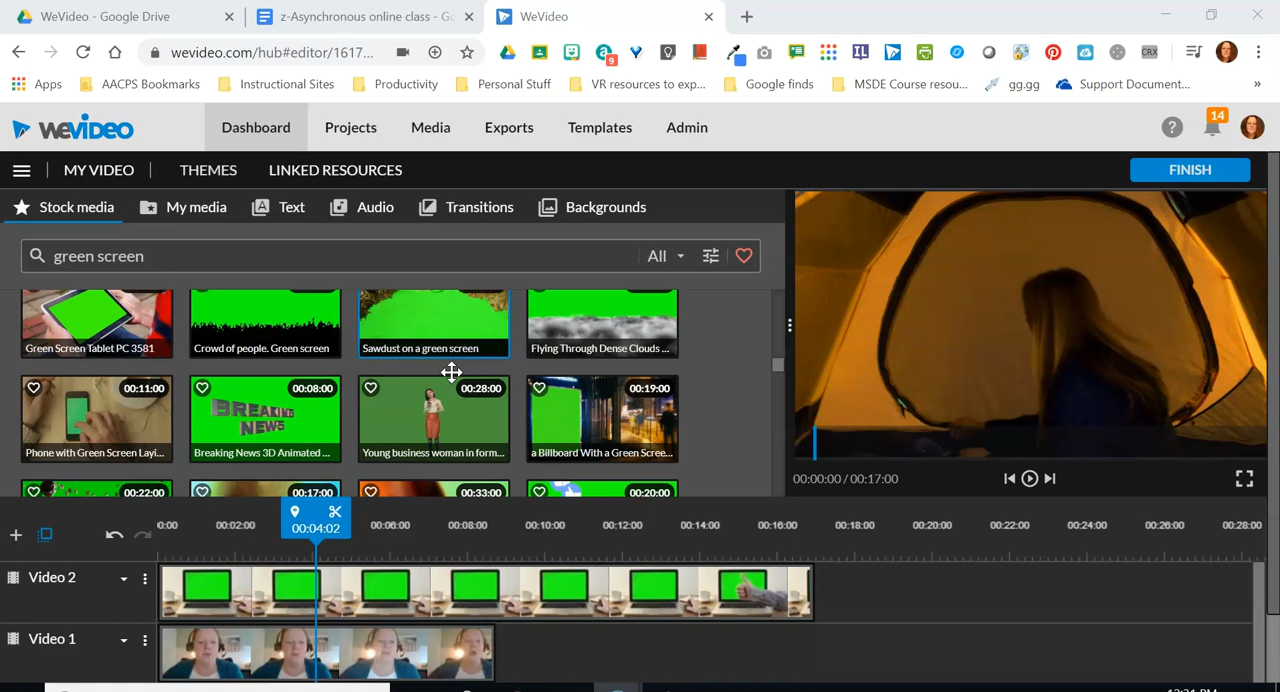 WeVideo - Google Drive
z-Asynchronous online class - Go
WeVideo
wevideo.com/hub#editor/1617...
9
IL
CRX
Apps
AACPS Bookmarks
Instructional Sites
Productivity
Personal Stuff
VR resources to exp...
Google finds
MSDE Course resou...
gg.gg
Support Document...
»
WEVIDEO
Dashboard
Projects
Media
Exports
Templates
Admin
?
14
MY VIDEO
THEMES
LINKED RESOURCES
FINISH
Stock media
My media
Text
Audio
Transitions
Backgrounds
green screen
All
Green Screen Tablet PC 3581
Crowd of people. Green screen
Sawdust on a green screen
Flying Through Dense Clouds ...
00:11:00
00:08:00
00:28:00
00:19:00
BREAKING
NEWS
Phone with Green Screen Layi...
Breaking News 3D Animated ...
Young business woman in form...
a Billboard With a Green Scree...
00:22:00
00:17:00
00:33:00
00:20:00
00:00:00 / 00:17:00
00:04:02
00:00
00:02:00
00:06:00
00:08:00
00:10:00
00:12:00
00:14:00
00:16:00
00:18:00
00:20:00
00:22:00
00:24:00
00:26:00
00:28:00
Video 2
Video 1